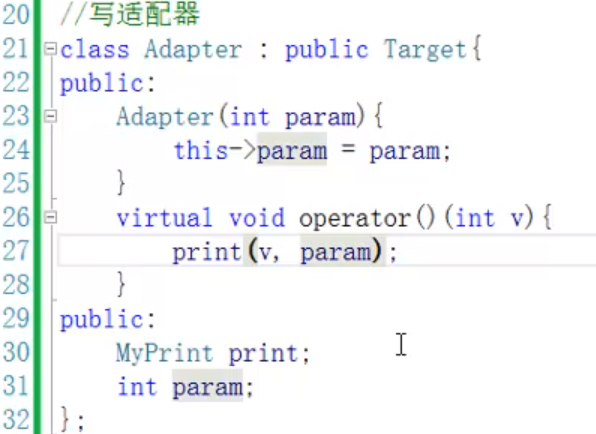 20 //写适配器
21 class Adapter : public Target{
22 public:
23     Adapter(int param){
24         this->param = param;
25     }
26     virtual void operator()(int v){
27         print(v, param);
28     }
29 public:
30     MyPrint print;
31     int param;
32 };